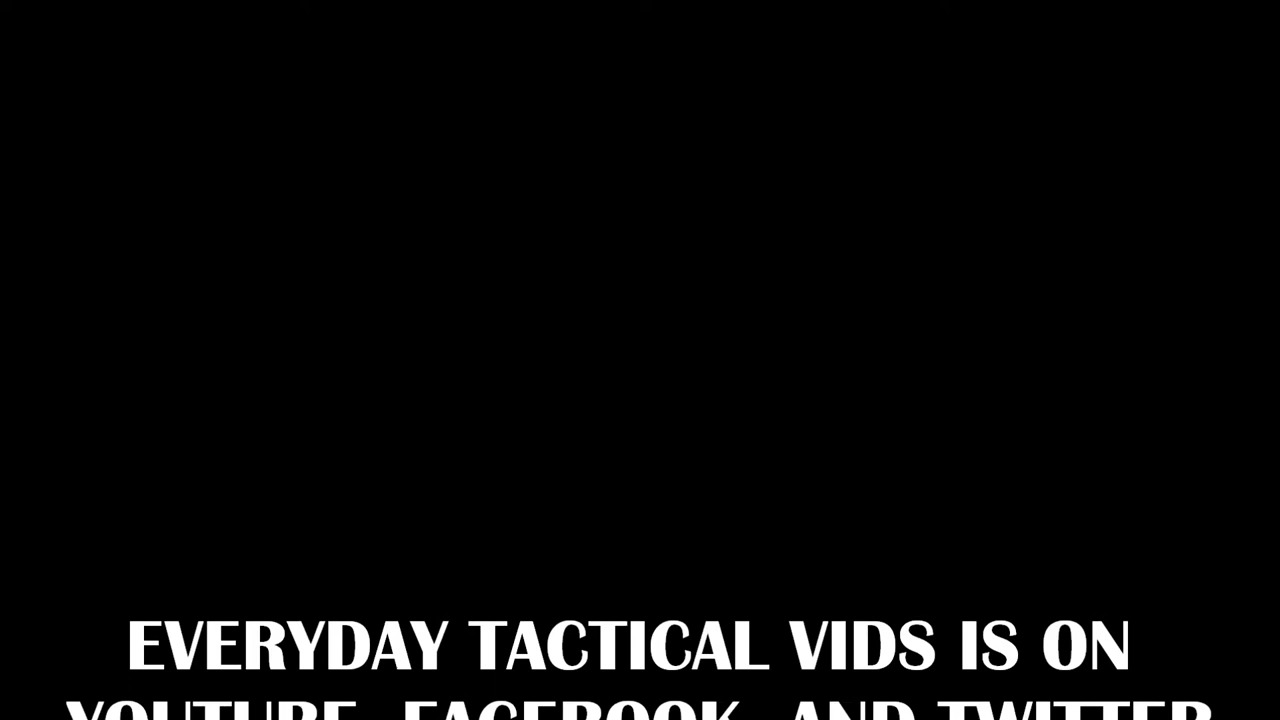 EVERYDAY TACTICAL VIDS IS ON
YOUTUBE, FACEBOOK, AND TWITTER